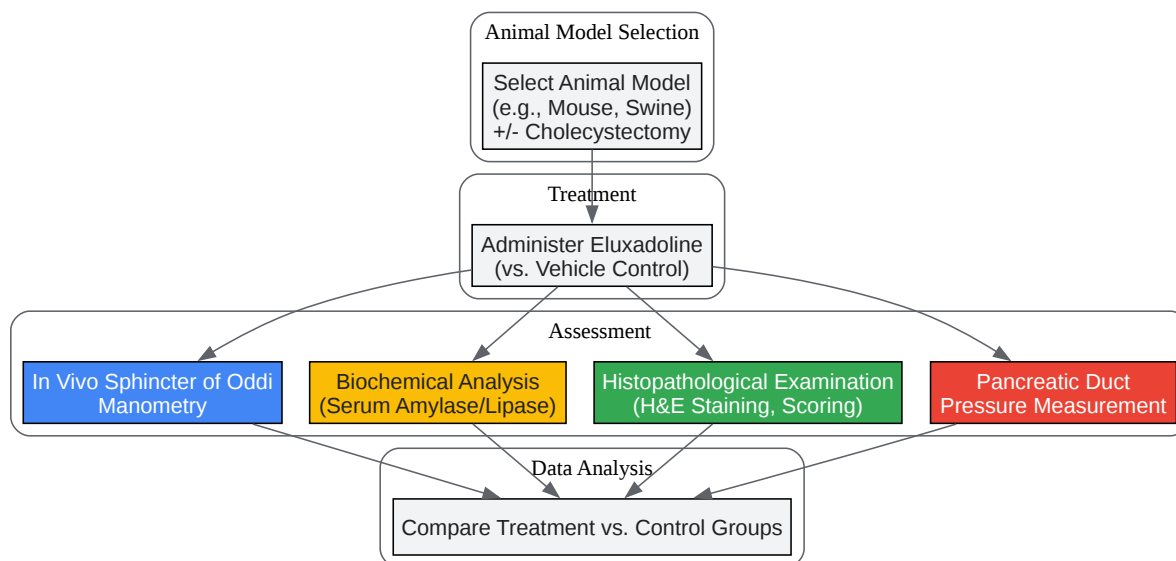 Animal Model Selection
Select Animal Model
(e.g., Mouse, Swine)
+/- Cholecystectomy
Treatment
Administer Eluxadoline
(vs. Vehicle Control)
Assessment
In Vivo Sphincter of Oddi
Manometry
Biochemical Analysis
(Serum Amylase/Lipase)
Histopathological Examination
(H&E Staining, Scoring)
Pancreatic Duct
Pressure Measurement
Data Analysis
Compare Treatment vs. Control Groups